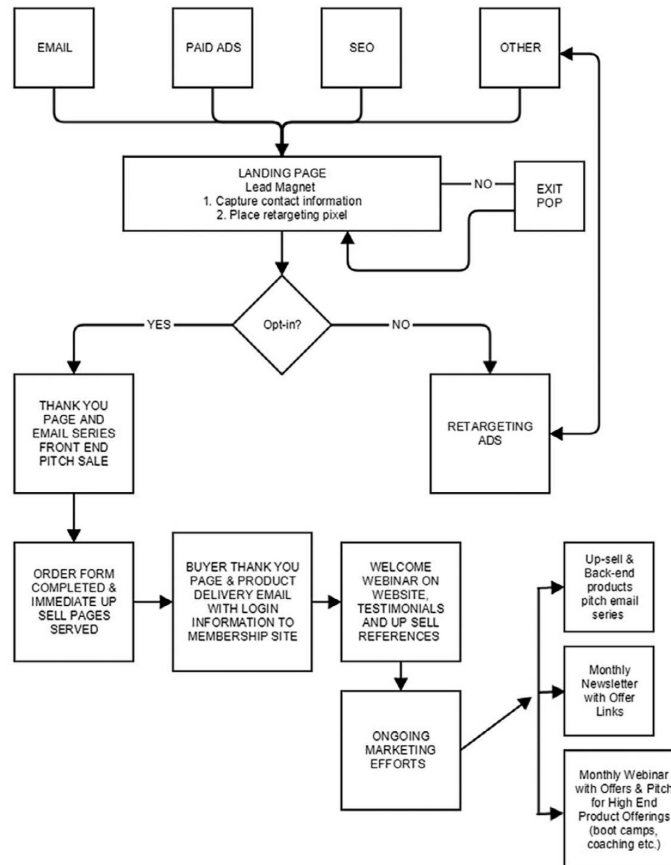 EMAIL
PAID ADS
SEO
OTHER
LANDING PAGE
Lead Magnet
1. Capture contact information
2. Place retargeting pixel
NO
EXIT
POP
Opt-in?
YES
NO
THANK YOU
PAGE AND
EMAIL SERIES
FRONT END
PITCH SALE
RETARGETING
ADS
ORDER FORM
COMPLETED &
IMMEDIATE UP
SELL PAGES
SERVED
BUYER THANK YOU
PAGE & PRODUCT
DELIVERY EMAIL
WITH LOGIN
INFORMATION TO
MEMBERSHIP SITE
WELCOME
WEBINAR ON
WEBSITE,
TESTIMONIALS
AND UP SELL
REFERENCES
Up-sell &
Back-end
products
pitch email
series
Monthly
Newsletter
with Offer
Links
ONGOING
MARKETING
EFFORTS
Monthly Webinar
with Offers & Pitch
for High End
Product Offerings
(boot camps,
coaching etc.)